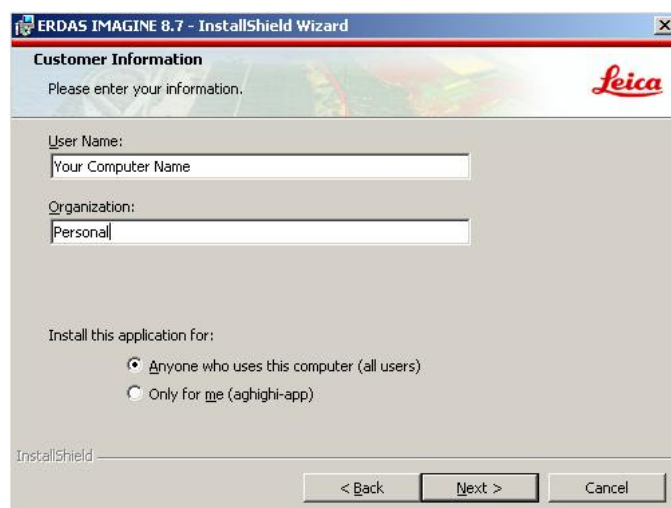 ERDAS IMAGINE 8.7 - InstallShield Wizard
Customer Information
Please enter your information.
Leica
User Name:
Your Computer Name
Organization:
Personal
Install this application for:
Anyone who uses this computer (all users)
Only for me (aghighi-app)
InstallShield
< Back
Next >
Cancel